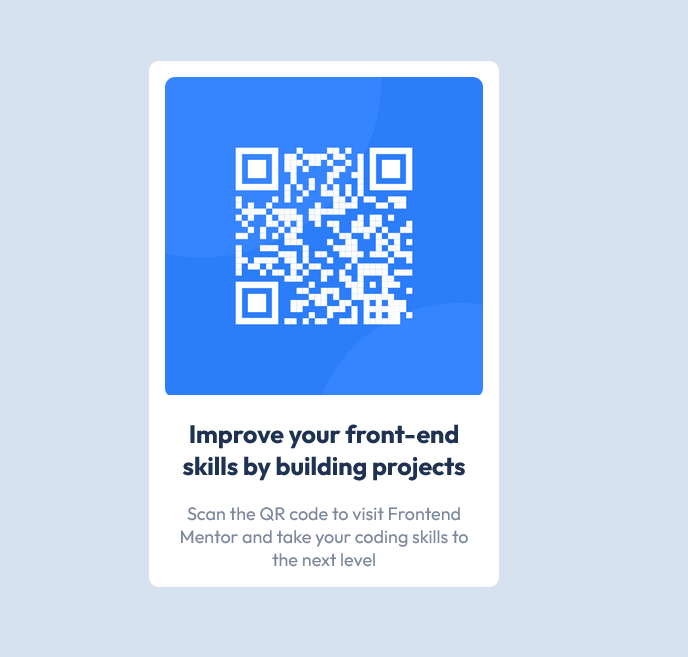 Improve your front-end
skills by building projects
Scan the QR code to visit Frontend
Mentor and take your coding skills to
the next level